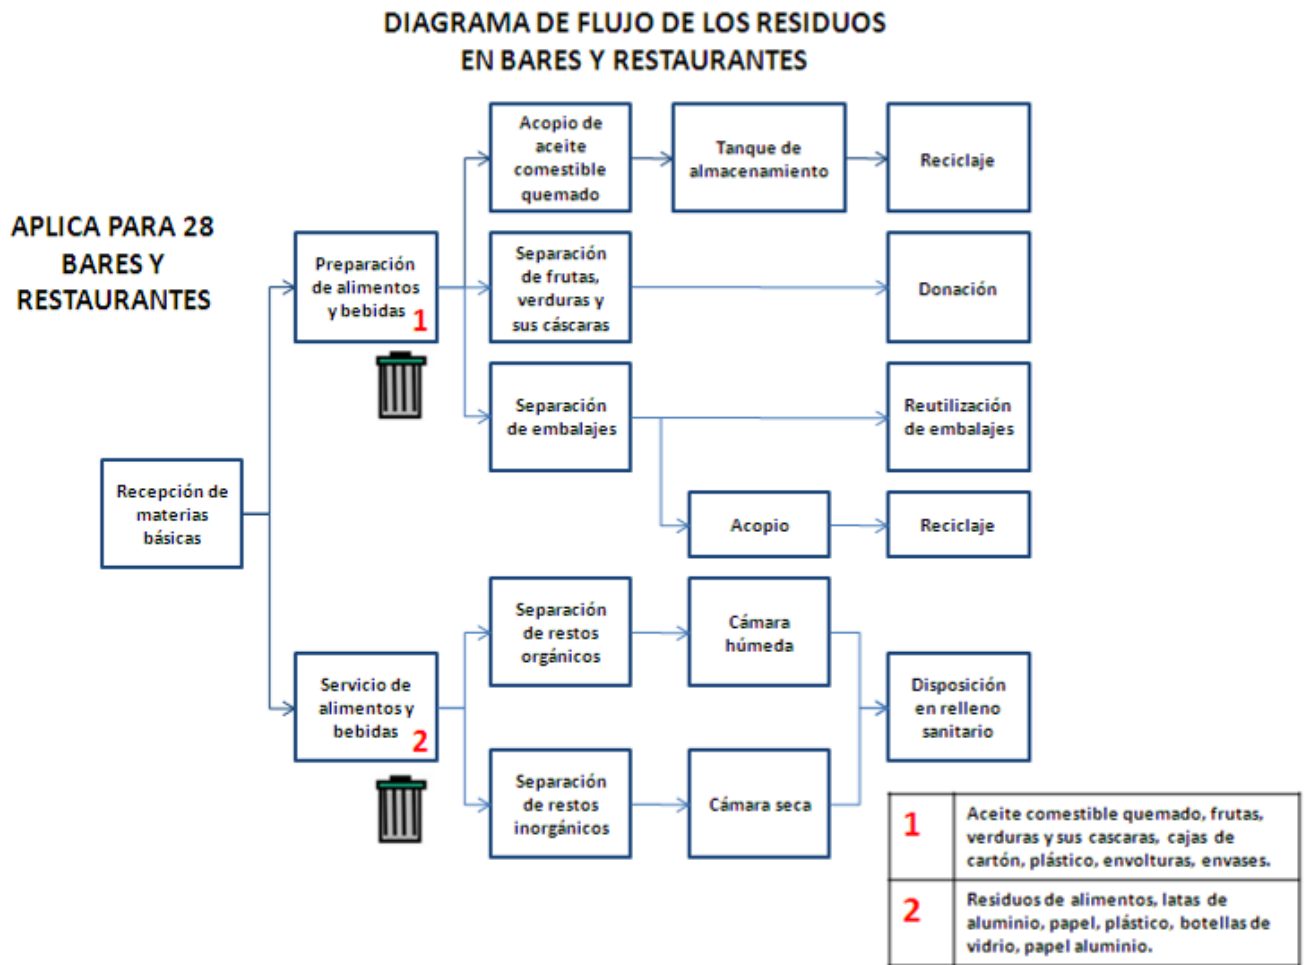 DIAGRAMA DE FLUJO DE LOS RESIDUOS
EN BARES Y RESTAURANTES
APLICA PARA 28
BARES Y
RESTAURANTES
Recepción de
materias
básicas
Preparación
de alimentos
y bebidas
1
Acopio de
aceite
comestible
quemado
Tanque de
almacenamiento
Reciclaje
Separación
de frutas,
verduras y
sus cáscaras
Donación
Separación
de embalajes
Reutilización
de embalajes
Acopio
Reciclaje
Servicio de
alimentos y
bebidas
2
Separación
de restos
orgánicos
Cámara
húmeda
Separación
de restos
inorgánicos
Cámara seca
Disposición
en relleno
sanitario
1
Aceite comestible quemado, frutas,
verduras y sus cascaras, cajas de
cartón, plástico, envolturas, envases.
2
Residuos de alimentos, latas de
aluminio, papel, plástico, botellas de
vidrio, papel aluminio.